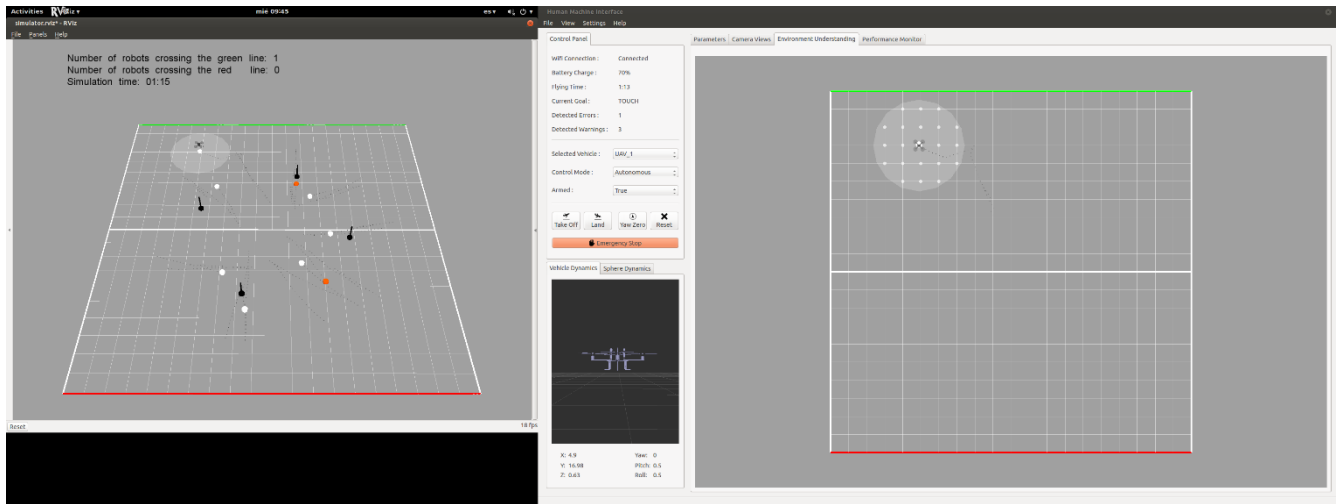 Activities RViz ▾ mié 09:45 es ▾
simulator.rviz* - RViz
File Panels Help
Number of robots crossing the green line: 1
Number of robots crossing the red line: 0
Simulation time: 01:15
Reset 18 fps
Human Machine Interface
File View Settings Help
Control Panel
Wifi Connection : Connected
Battery Charge : 70%
Flying Time : 1:13
Current Goal : TOUCH
Detected Errors : 1
Detected Warnings : 3
Selected Vehicle : UAV_1
Control Mode : Autonomous
Armed : True
Take Off Land Yaw Zero Reset
Emergency Stop
Vehicle Dynamics Sphere Dynamics
X: 4.9 Yaw: 0
Y: 16.98 Pitch: 0.5
Z: 0.65 Roll: 0.5
Parameters Camera Views Environment Understanding Performance Monitor